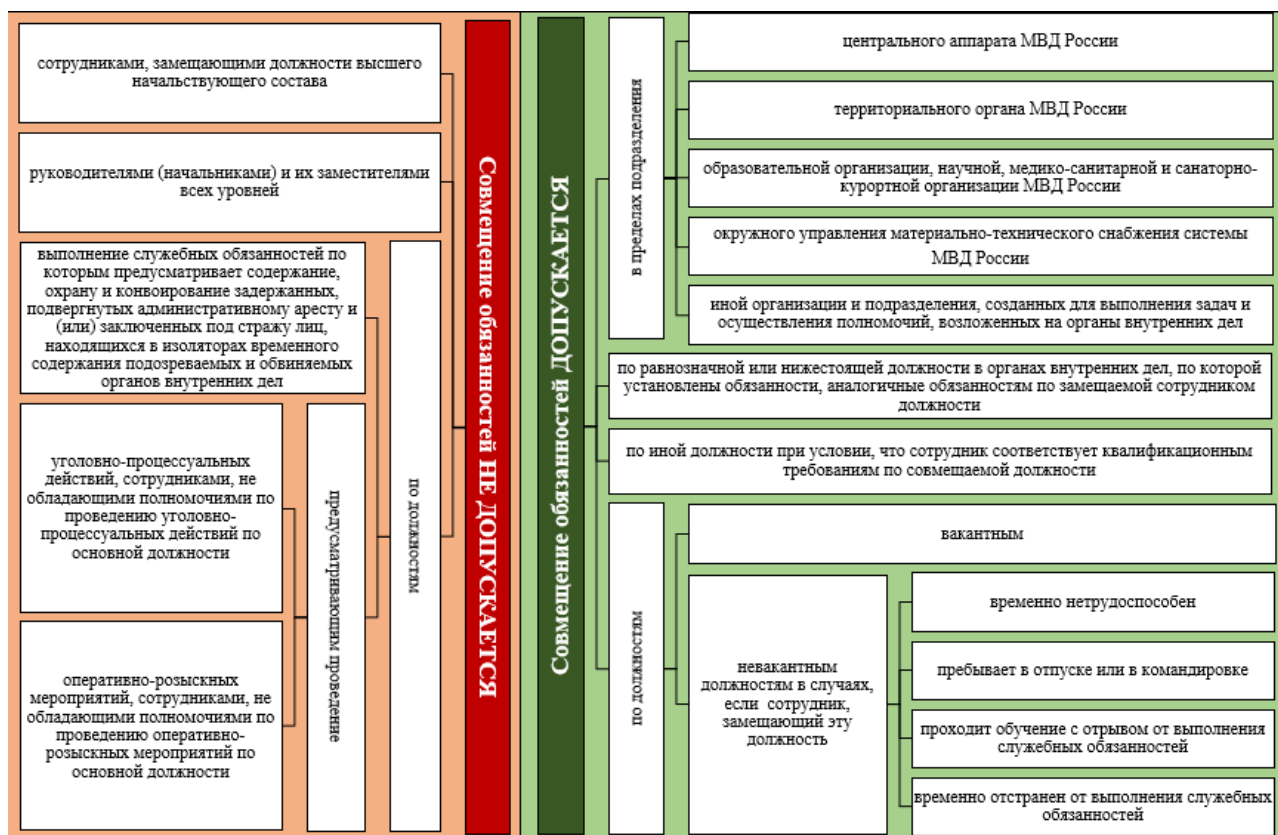 сотрудниками, замещающими должности высшего
начальствующего состава
руководителями (начальниками) и их заместителями
всех уровней
выполнение служебных обязанностей по
которым предусматривает содержание,
охрану и конвоирование задержанных,
подвергнутых административному аресту и
(или) заключенных под стражу лиц,
находящихся в изоляторах временного
содержания подозреваемых и обвиняемых
органов внутренних дел
уголовно-процессуальных
действий, сотрудниками, не
обладающими полномочиями по
проведению уголовно-
процессуальных действий по
основной должности
оперативно-розыскных
мероприятий, сотрудниками, не
обладающими полномочиями по
проведению оперативно-
розыскных мероприятий по
основной должности
предусматривающим проведение
по должностям
Совмещение обязанностей НЕ ДОПУСКАЕТСЯ
Совмещение обязанностей ДОПУСКАЕТСЯ
в пределах подразделения
центрального аппарата МВД России
территориального органа МВД России
образовательной организации, научной, медико-санитарной и санаторно-
курортной организации МВД России
окружного управления материально-технического снабжения системы
МВД России
иной организации и подразделения, созданных для выполнения задач и
осуществления полномочий, возложенных на органы внутренних дел
по равнозначной или нижестоящей должности в органах внутренних дел, по которой
установлены обязанности, аналогичные обязанностям по замещаемой сотрудником
должности
по иной должности при условии, что сотрудник соответствует квалификационным
требованиям по совмещаемой должности
по должностям
вакантным
невакантным
должностям в случаях,
если сотрудник,
замещающий эту
должность
временно нетрудоспособен
пребывает в отпуске или в командировке
проходит обучение с отрывом от выполнения
служебных обязанностей
временно отстранен от выполнения служебных
обязанностей